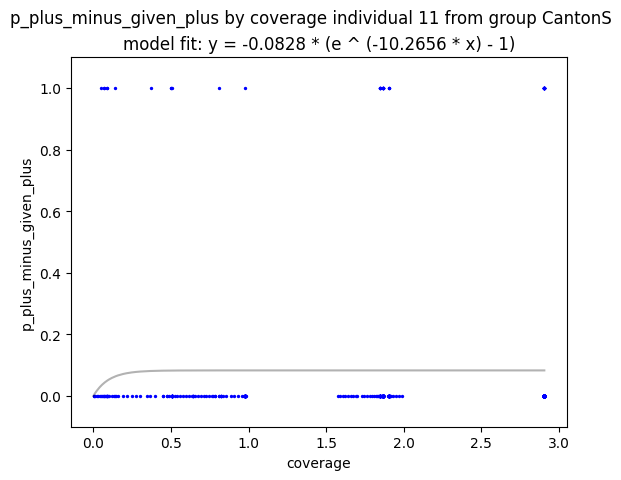 p_plus_minus_given_plus by coverage individual 11 from group CantonS
model fit: y = -0.0828 * (e ^ (-10.2656 * x) - 1)
1.0
0.8
0.6
0.4
0.2
0.0
p_plus_minus_given_plus
0.0 0.5 1.0 1.5 2.0 2.5 3.0
coverage